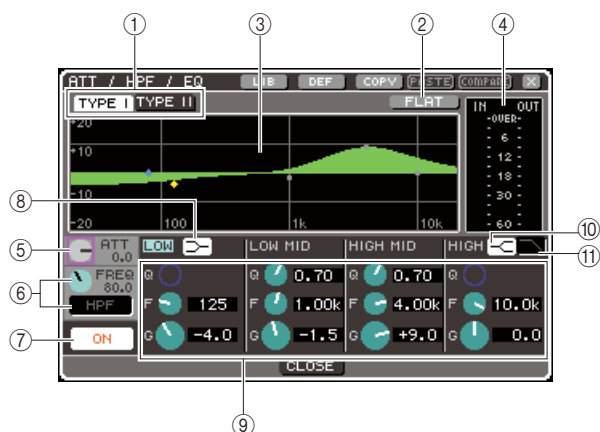 ① ③ ② ④
ATT / HPF / EQ LIB DEF COPY PASTE COMPARE X
TYPE I TYPE II FLAT IN OUT
+20 -OVER-
+10 6
12
18
-10 30
-20 100 1k 10k 60
⑧ ⑩
⑤ ATT 0.0 LOW LOW MID HIGH MID HIGH ⑪
⑥ FREQ 80.0 Q Q 0.70 Q 0.70 Q
HPF F 125 F 1.00k F 4.00k F 10.0k
⑦ ON G -4.0 G -1.5 G +9.0 G 0.0
CLOSE
⑨